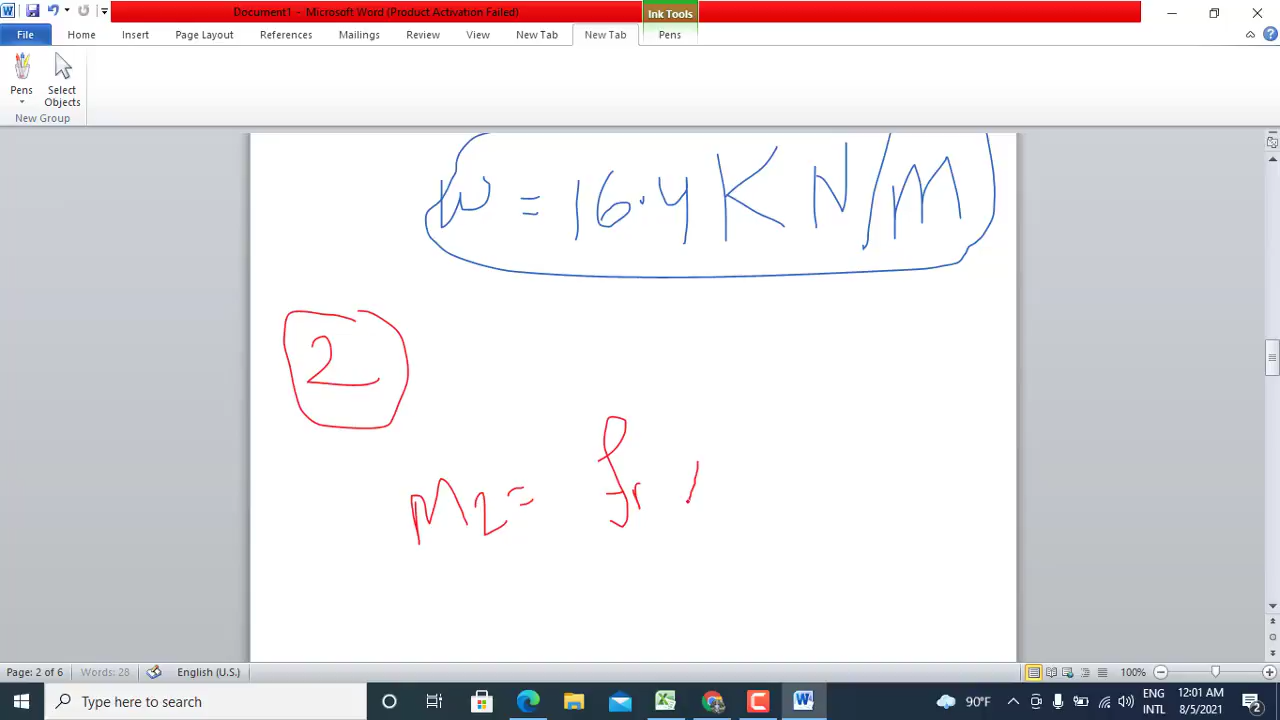 Document1 - Microsoft Word (Product Activation Failed)
Ink Tools
File Home Insert Page Layout References Mailings Review View New Tab New Tab Pens
Pens
Select Objects
New Group
w = 16.4 KN/M
2
M2 = fr
Page: 2 of 6 Words: 28 English (U.S.) 100%
Type here to search
90°F
ENG
INTL
12:01 AM
8/5/2021
2